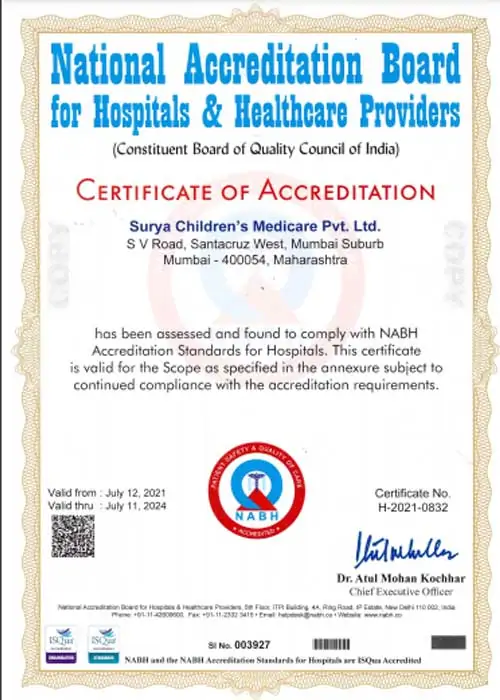 National Accreditation Board
for Hospitals & Healthcare Providers
(Constituent Board of Quality Council of India)
CERTIFICATE OF ACCREDITATION
Surya Children's Medicare Pvt. Ltd.
S V Road, Santacruz West, Mumbai Suburb
Mumbai - 400054, Maharashtra
COPY
COPY
has been assessed and found to comply with NABH
Accreditation Standards for Hospitals. This certificate
is valid for the Scope as specified in the annexure subject to
continued compliance with the accreditation requirements.
PATIENT SAFETY & QUALITY OF CARE
NABH
ACCREDITED
Valid from : July 12, 2021
Valid thru : July 11, 2024
Certificate No.
H-2021-0832
Dr. Atul Mohan Kochhar
Chief Executive Officer
National Accreditation Board for Hospitals & Healthcare Providers, 5th Floor, ITPI Building, 4A, Ring Road, IP Estate, New Delhi 110 002, India
Phone: +91-11-42600600, Fax: +91-11-2332 3415 • Email: helpdesk@nabh.co • Website: www.nabh.co
ISQua
ISQua
SI No. 003927
NABH and the NABH Accreditation Standards for Hospitals are ISQua Accredited